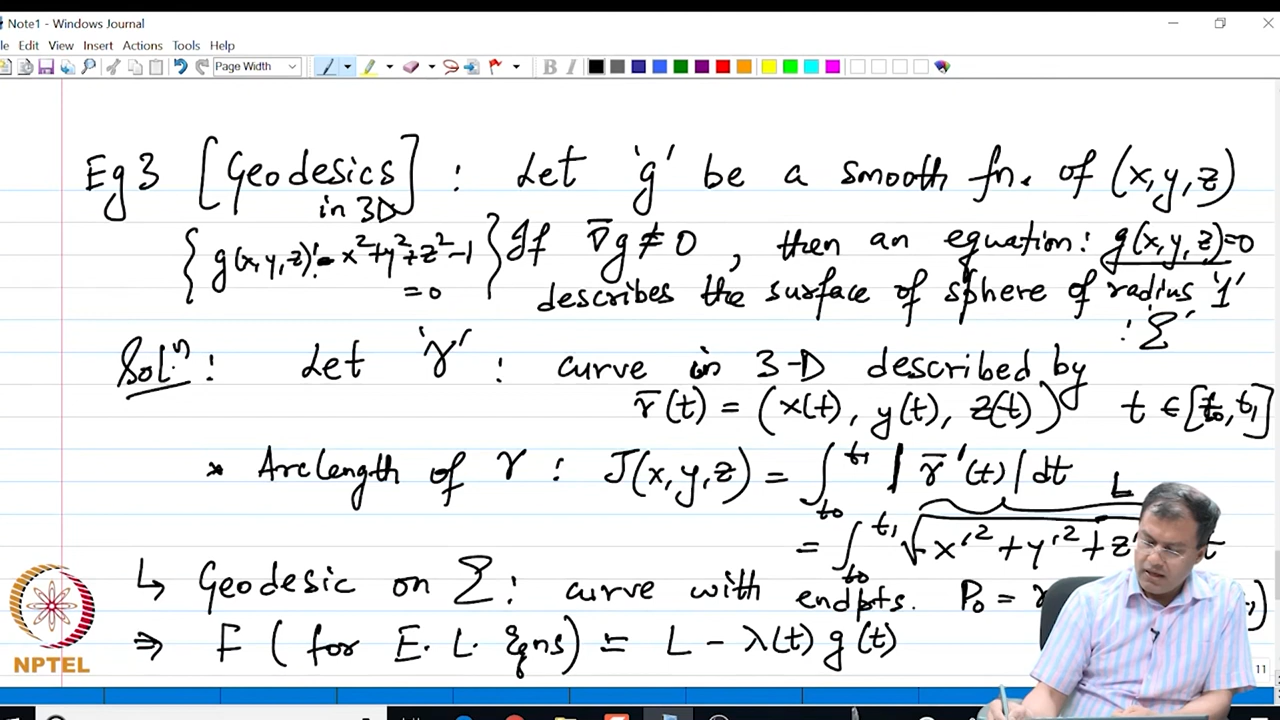 Note1 - Windows Journal
le Edit View Insert Actions Tools Help
Page Width
Eg 3 [Geodesics in 3D] : Let 'g' be a smooth fn. of (x,y,z)
{g(x,y,z): x²+y²+z²-1 = 0} If ∇̄g ≠ 0, then an equation: g(x,y,z)=0
describes the surface of sphere of radius '1'
: 'Σ'
Solⁿ: Let 'γ' : curve in 3-D described by
r̄(t) = (x(t), y(t), z(t)) t ∈ [t₀, t₁]
* Arclength of γ : J(x,y,z) = ∫_{t₀}^{t₁} |r̄'(t)| dt
L
= ∫_{t₀}^{t₁} √x'² + y'² + z'
↳ Geodesic on Σ : curve with endpts. P₀ =
⇒ F (for E. L. Eqns) = L - λ(t) g(t)
NPTEL
11